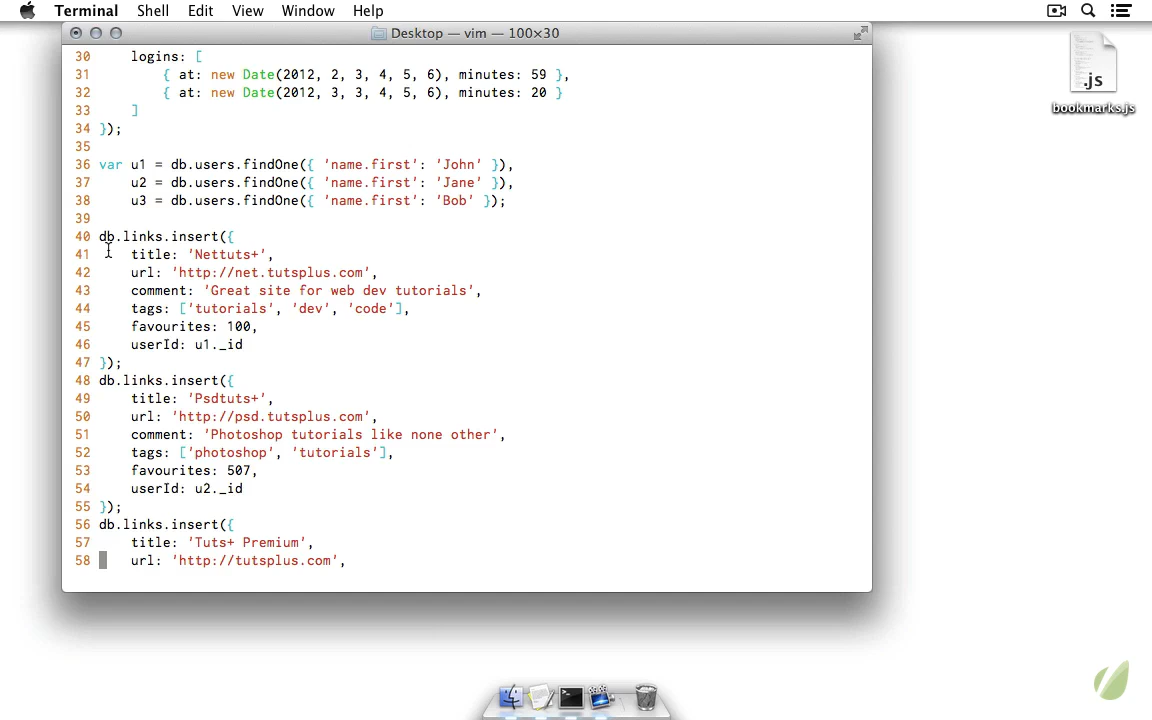 Terminal Shell Edit View Window Help
Desktop — vim — 100×30
30     logins: [
31         { at: new Date(2012, 2, 3, 4, 5, 6), minutes: 59 },
32         { at: new Date(2012, 3, 3, 4, 5, 6), minutes: 20 }
33     ]
34 });
35
36 var u1 = db.users.findOne({ 'name.first': 'John' }),
37     u2 = db.users.findOne({ 'name.first': 'Jane' }),
38     u3 = db.users.findOne({ 'name.first': 'Bob' });
39
40 db.links.insert({
41     title: 'Nettuts+',
42     url: 'http://net.tutsplus.com',
43     comment: 'Great site for web dev tutorials',
44     tags: ['tutorials', 'dev', 'code'],
45     favourites: 100,
46     userId: u1._id
47 });
48 db.links.insert({
49     title: 'Psdtuts+',
50     url: 'http://psd.tutsplus.com',
51     comment: 'Photoshop tutorials like none other',
52     tags: ['photoshop', 'tutorials'],
53     favourites: 507,
54     userId: u2._id
55 });
56 db.links.insert({
57     title: 'Tuts+ Premium',
58     url: 'http://tutsplus.com',
.js
bookmarks.js